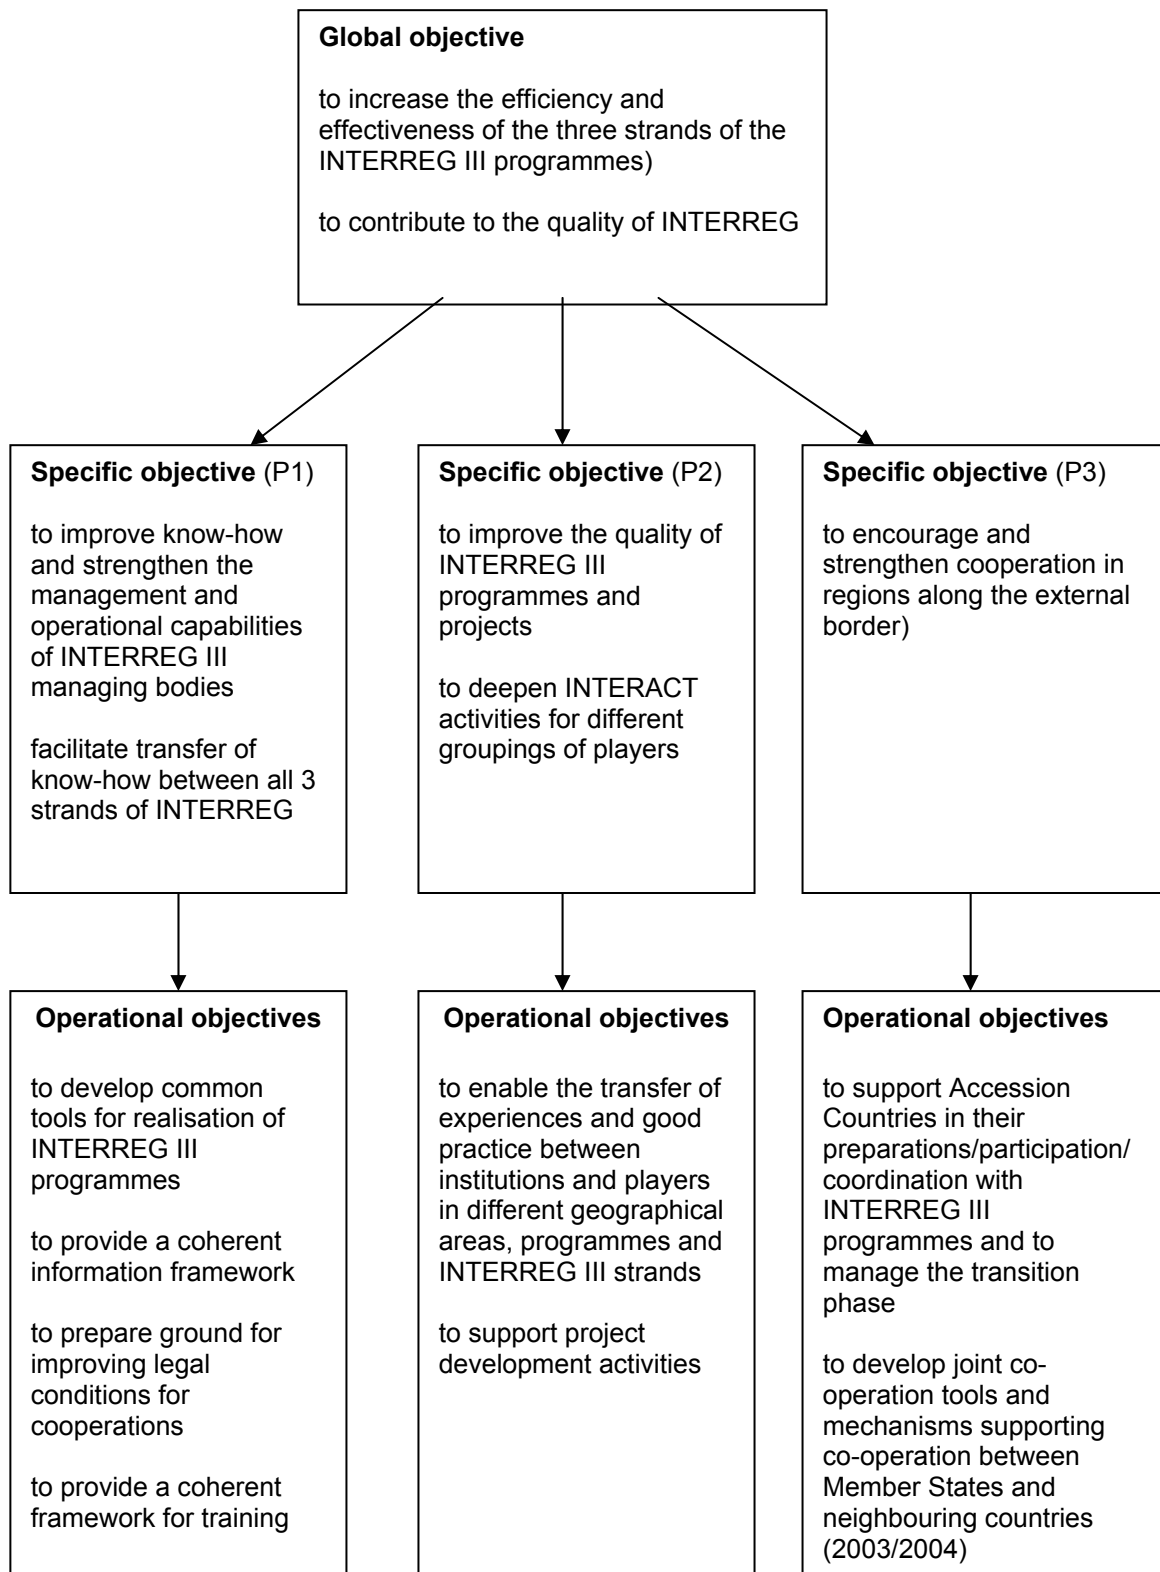 Global objective
to increase the efficiency and
effectiveness of the three strands of the
INTERREG III programmes)
to contribute to the quality of INTERREG
Specific objective (P1)
to improve know-how
and strengthen the
management and
operational capabilities
of INTERREG III
managing bodies
facilitate transfer of
know-how between all 3
strands of INTERREG
Specific objective (P2)
to improve the quality of
INTERREG III
programmes and
projects
to deepen INTERACT
activities for different
groupings of players
Specific objective (P3)
to encourage and
strengthen cooperation in
regions along the external
border)
Operational objectives
to develop common
tools for realisation of
INTERREG III
programmes
to provide a coherent
information framework
to prepare ground for
improving legal
conditions for
cooperations
to provide a coherent
framework for training
Operational objectives
to enable the transfer of
experiences and good
practice between
institutions and players
in different geographical
areas, programmes and
INTERREG III strands
to support project
development activities
Operational objectives
to support Accession
Countries in their
preparations/participation/
coordination with
INTERREG III
programmes and to
manage the transition
phase
to develop joint co-
operation tools and
mechanisms supporting
co-operation between
Member States and
neighbouring countries
(2003/2004)